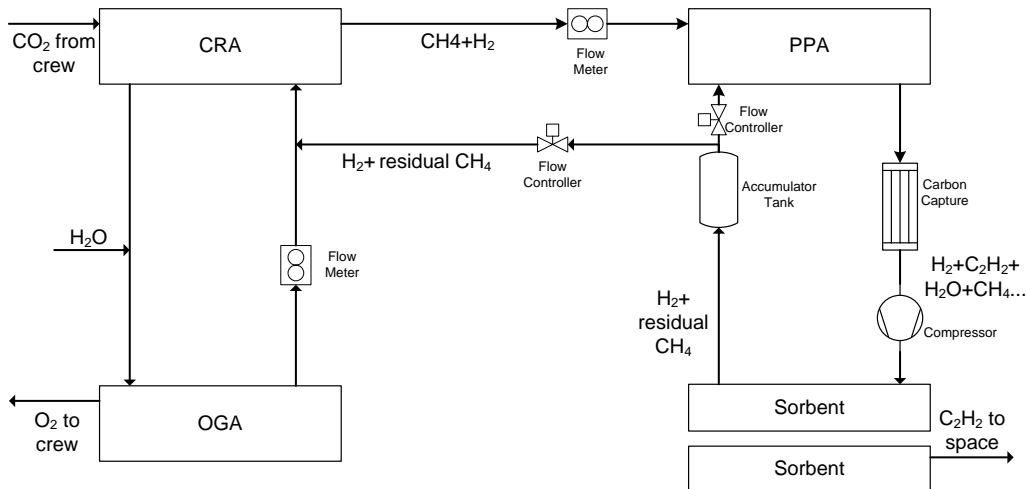 CO₂ from
crew
CRA
CH4+H₂
Flow
Meter
PPA
Flow
Controller
H₂+ residual CH₄
Flow
Controller
Accumulator
Tank
Carbon
Capture
H₂O
Flow
Meter
H₂+
residual
CH₄
H₂+C₂H₂+
H₂O+CH₄...
Compressor
O₂ to
crew
OGA
Sorbent
Sorbent
C₂H₂ to
space